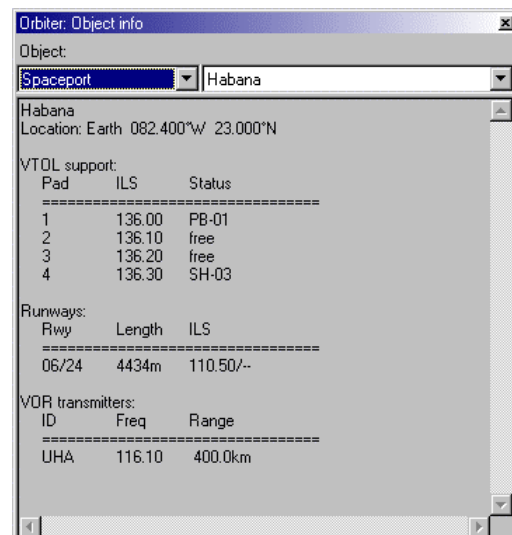 Orbiter: Object info
Object:
Spaceport Habana
Habana
Location: Earth 082.400°W 23.000°N
VTOL support:
Pad ILS Status
=================================
1 136.00 PB-01
2 136.10 free
3 136.20 free
4 136.30 SH-03
Runways:
Rwy Length ILS
=================================
06/24 4434m 110.50/--
VOR transmitters:
ID Freq Range
=================================
UHA 116.10 400.0km